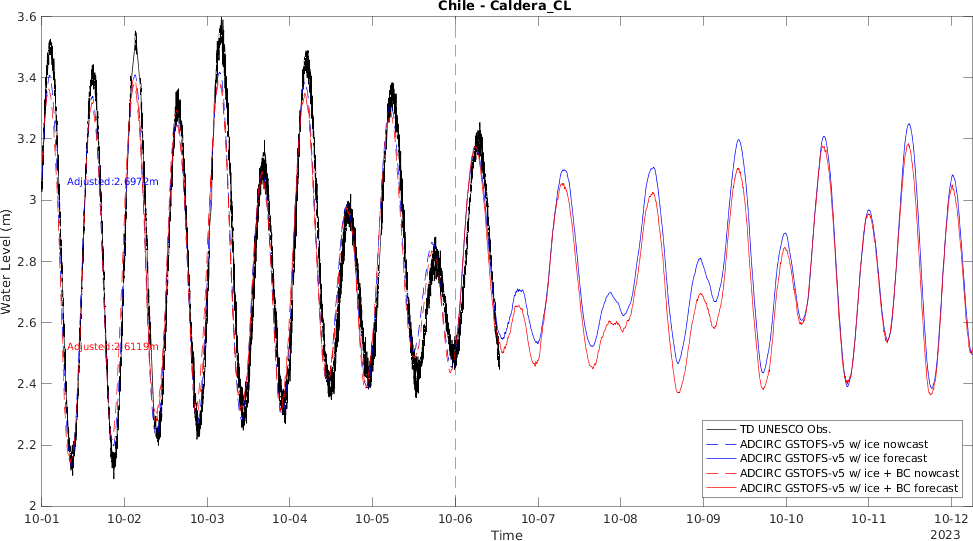 Chile - Caldera_CL
Water Level (m)
3.6
3.4
3.2
3
2.8
2.6
2.4
2.2
2
Adjusted:2.6972m
Adjusted:2.6119m
TD UNESCO Obs.
ADCIRC GSTOFS-v5 w/ ice nowcast
ADCIRC GSTOFS-v5 w/ ice forecast
ADCIRC GSTOFS-v5 w/ ice + BC nowcast
ADCIRC GSTOFS-v5 w/ ice + BC forecast
10-01 10-02 10-03 10-04 10-05 10-06 10-07 10-08 10-09 10-10 10-11 10-12
Time
2023